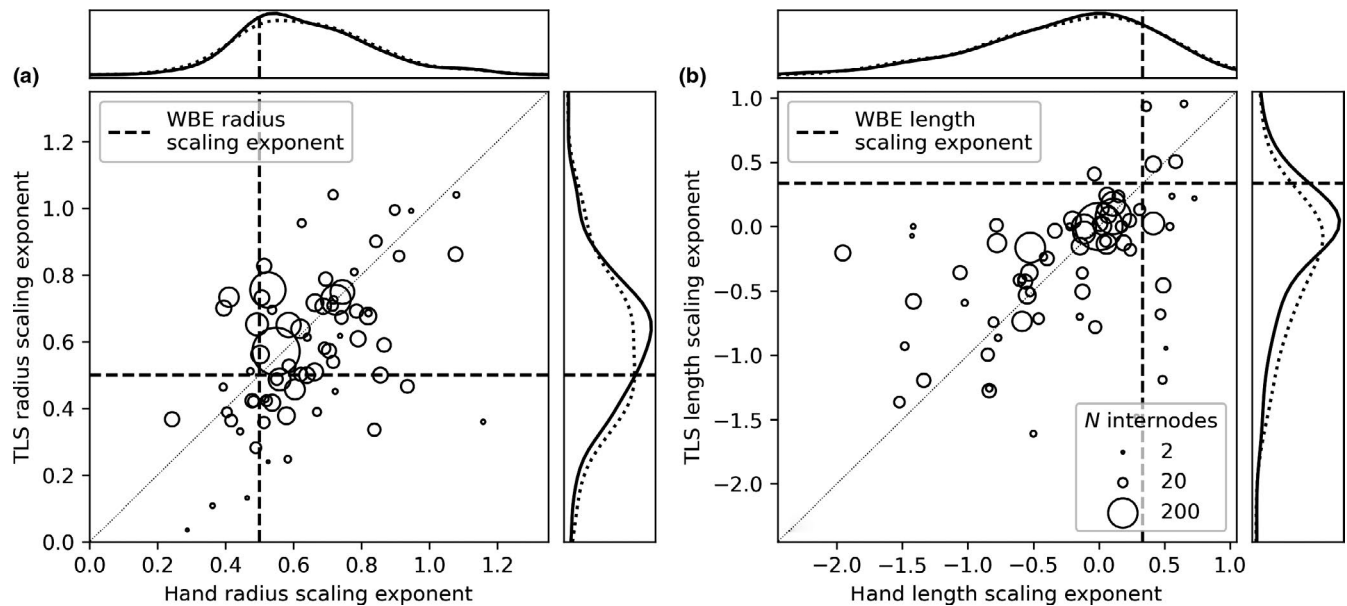 (a)
WBE radius
scaling exponent
TLS radius scaling exponent
1.2
1.0
0.8
0.6
0.4
0.2
0.0
0.0 0.2 0.4 0.6 0.8 1.0 1.2
Hand radius scaling exponent
(b)
WBE length
scaling exponent
TLS length scaling exponent
1.0
0.5
0.0
−0.5
−1.0
−1.5
−2.0
N internodes
2
20
200
−2.0 −1.5 −1.0 −0.5 0.0 0.5 1.0
Hand length scaling exponent